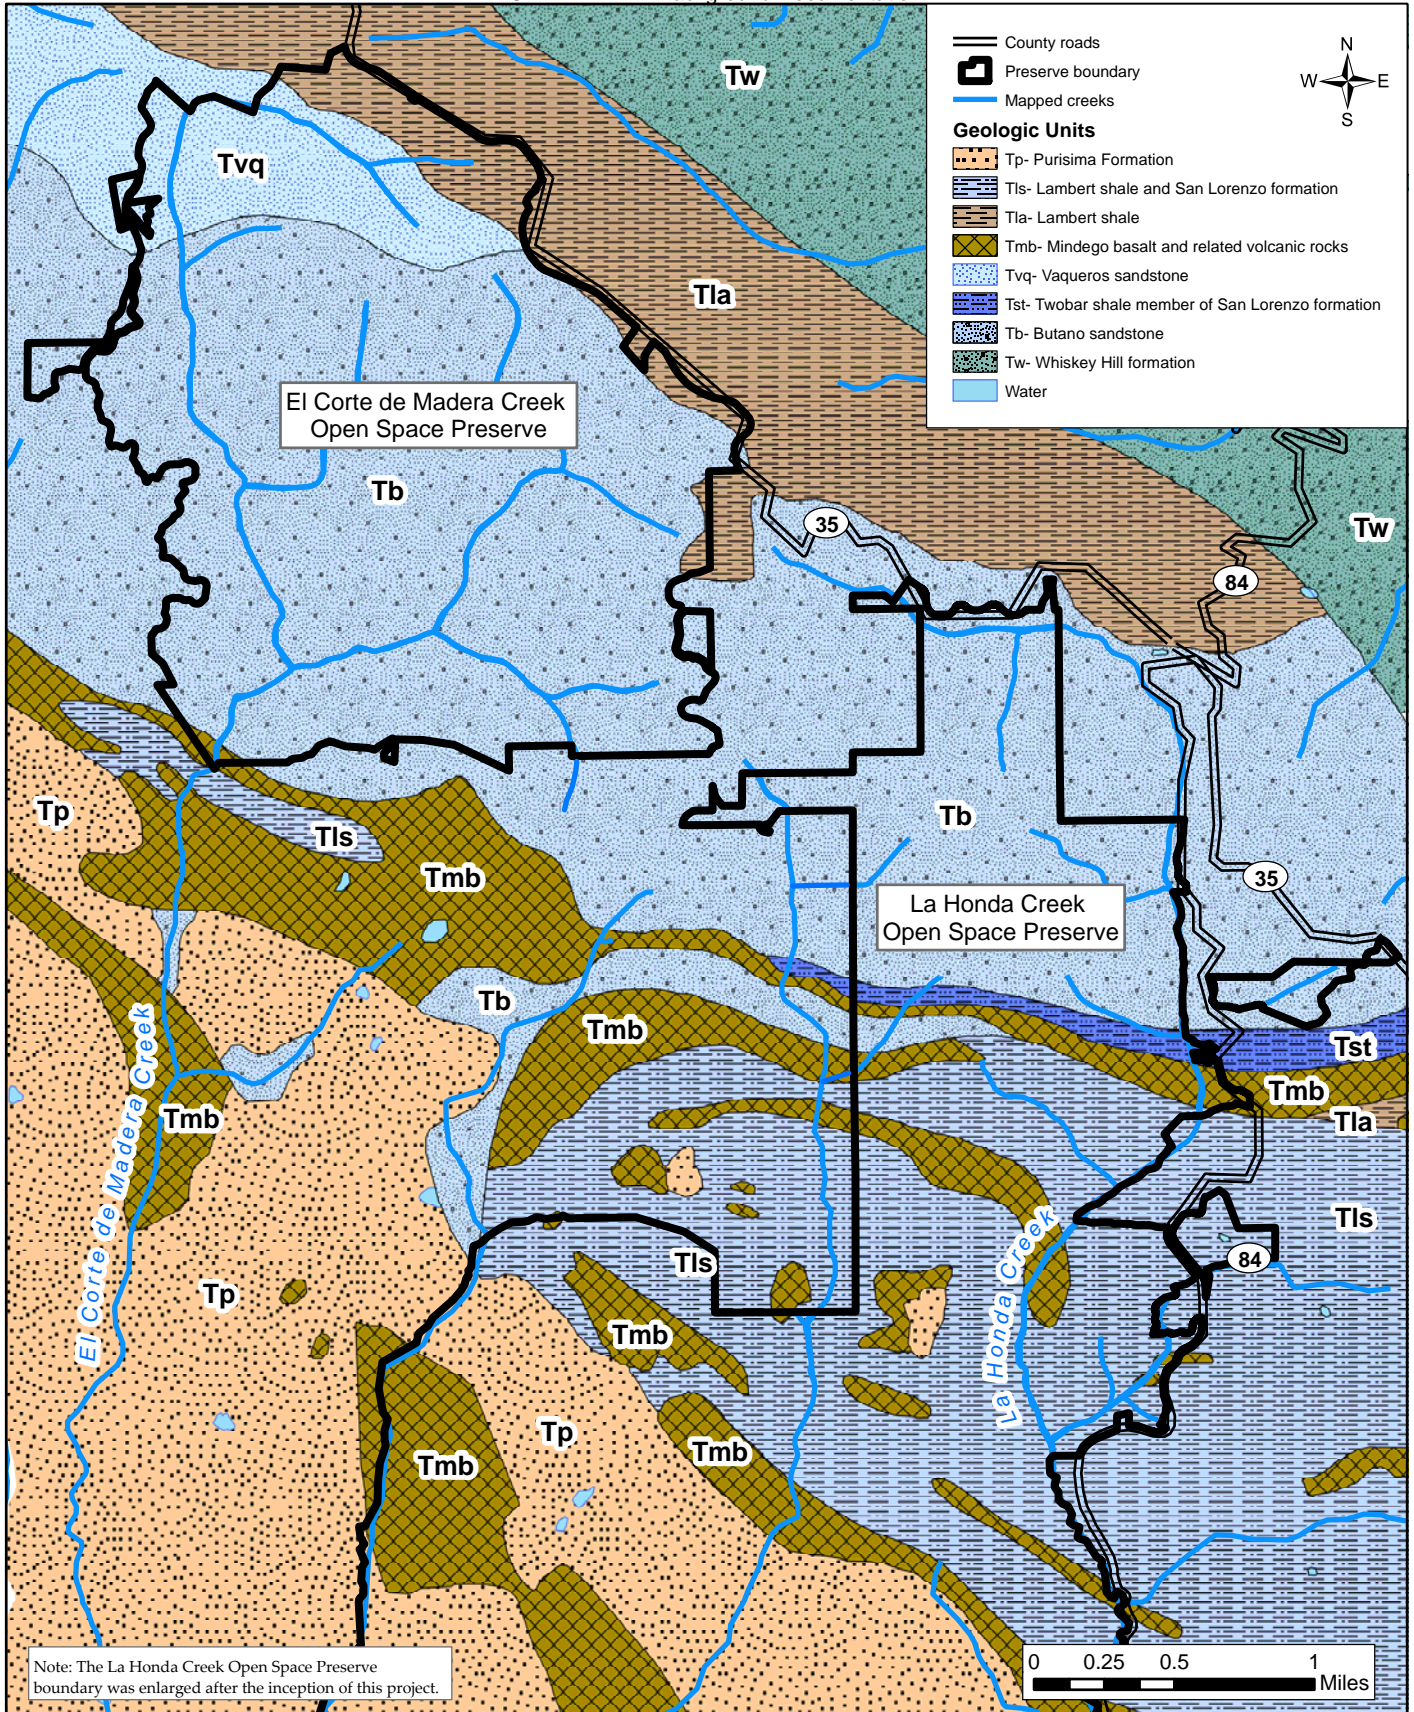 County roads
Preserve boundary
Mapped creeks
Geologic Units
Tp- Purisima Formation
Tls- Lambert shale and San Lorenzo formation
Tla- Lambert shale
Tmb- Mindego basalt and related volcanic rocks
Tvq- Vaqueros sandstone
Tst- Twobar shale member of San Lorenzo formation
Tb- Butano sandstone
Tw- Whiskey Hill formation
Water
N
W E
S
Tw
Tvq
Tla
El Corte de Madera Creek
Open Space Preserve
Tb
35
Tw
84
Tp
Tls
Tb
Tmb
35
La Honda Creek
Open Space Preserve
Tb
Tmb
Tst
Tmb
Tmb
Tla
El Corte de Madera Creek
Tls
La Honda Creek
Tls
84
Tp
Tmb
Tp
Tmb
Tmb
Note: The La Honda Creek Open Space Preserve
boundary was enlarged after the inception of this project.
0 0.25 0.5 1
Miles